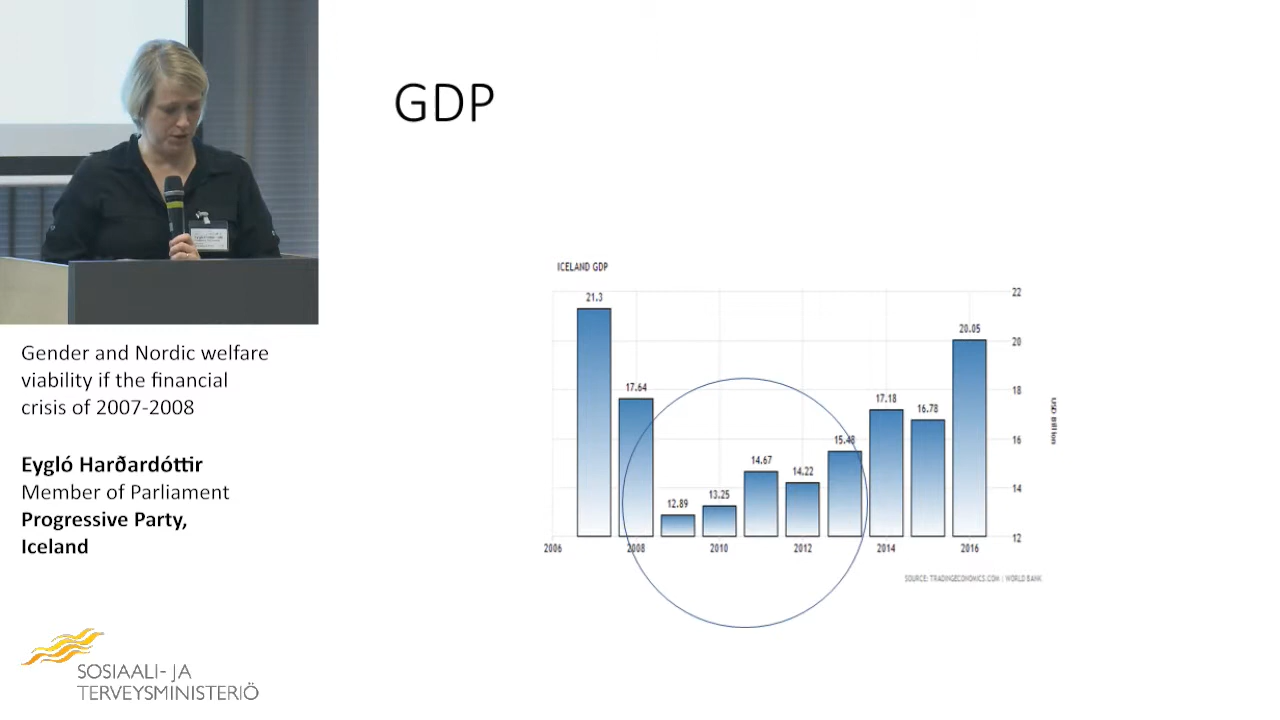 GDP
ICELAND GDP
21.3
17.64
12.89
13.25
14.67
14.22
15.48
17.18
16.78
20.05
22
20
18
16
14
12
USD Billion
2006
2008
2010
2012
2014
2016
SOURCE: TRADINGECONOMICS.COM | WORLD BANK
Gender and Nordic welfare
viability if the financial
crisis of 2007-2008
Eygló Harðardóttir
Member of Parliament
Progressive Party,
Iceland
SOSIAALI- JA
TERVEYSMINISTERIÖ